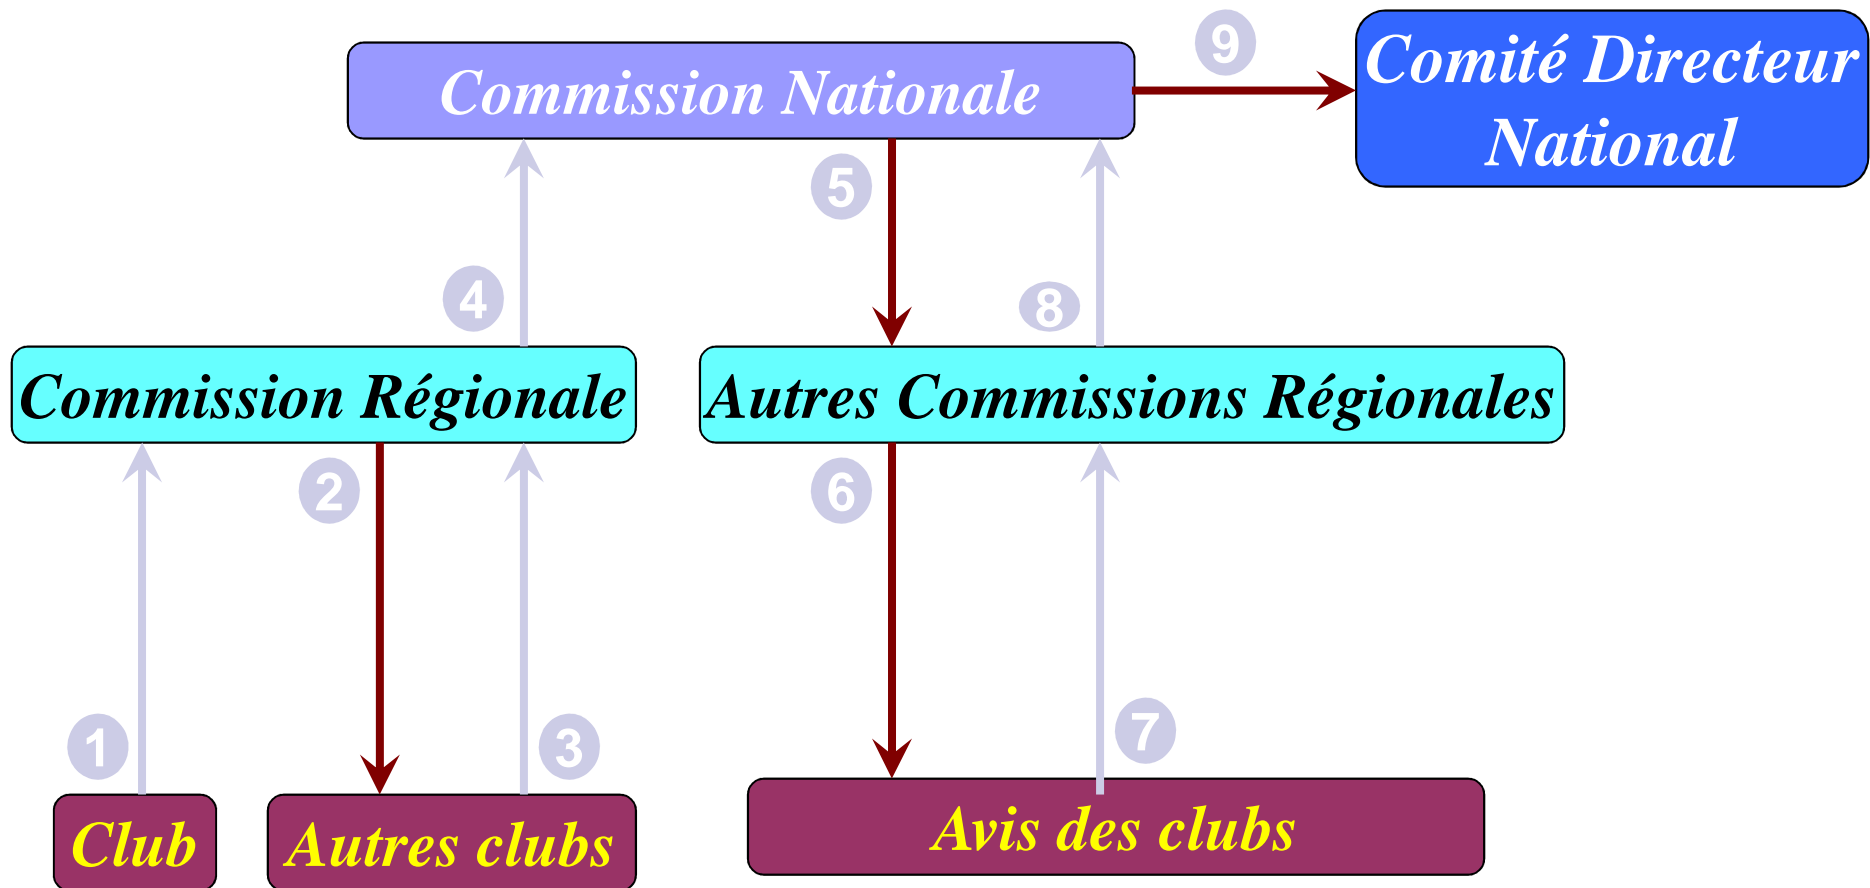 9
Comité Directeur
National
Commission Nationale
5
4
8
Commission Régionale
Autres Commissions Régionales
2
6
1
3
7
Club
Autres clubs
Avis des clubs